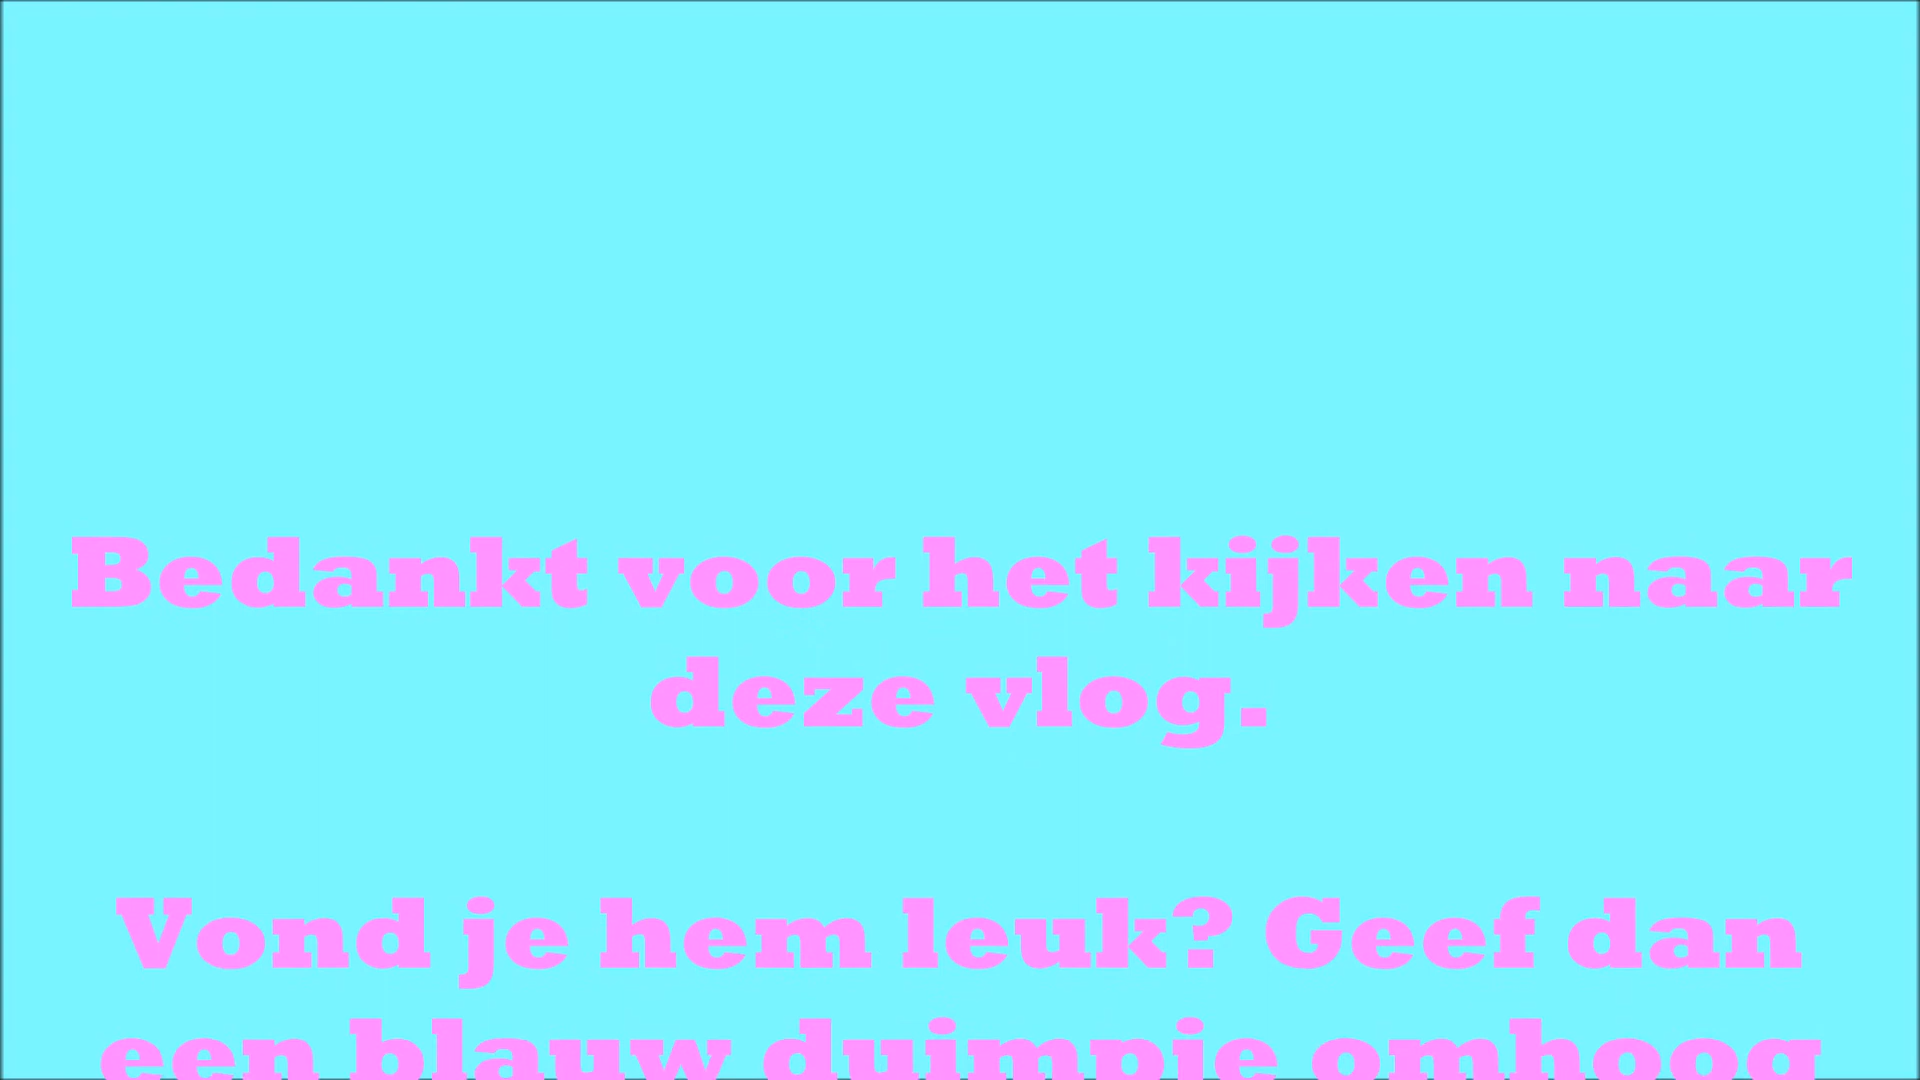 Bedankt voor het kijken naar
deze vlog.
Vond je hem leuk? Geef dan
een blauw duimpje omhoog